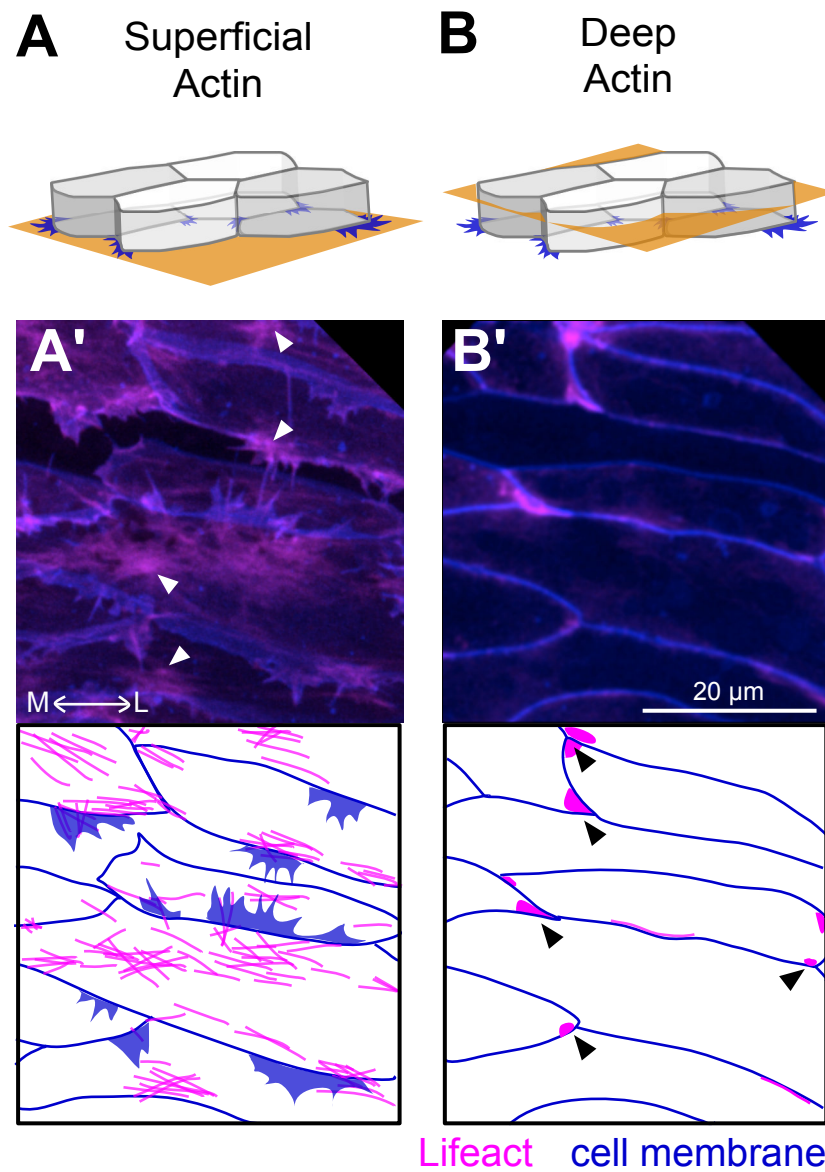 A Superficial Actin
B Deep Actin
A'
B'
M L
20 µm
Lifeact cell membrane